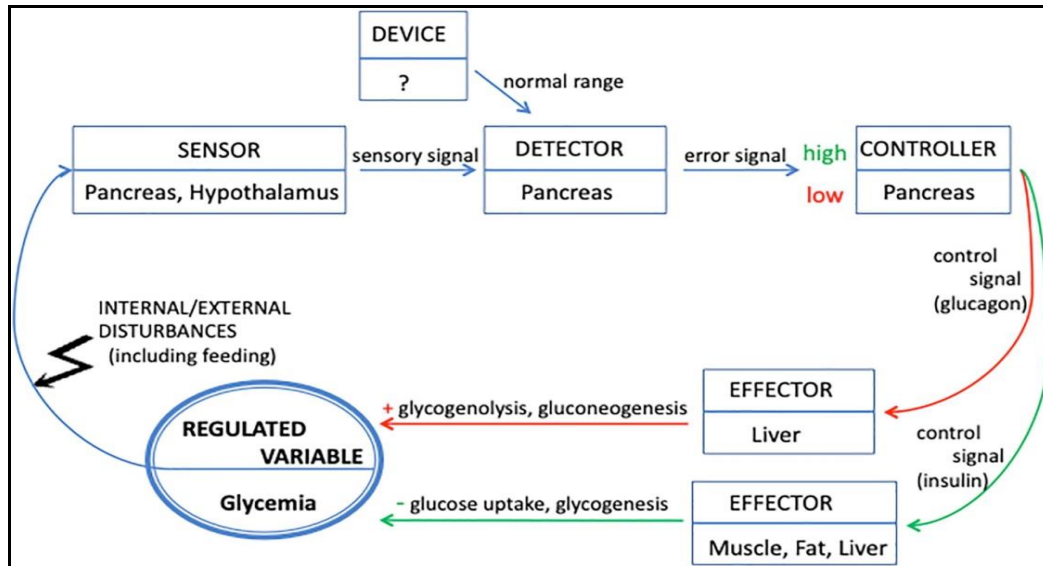 DEVICE
?
normal range
SENSOR
Pancreas, Hypothalamus
sensory signal
DETECTOR
Pancreas
error signal
high
low
CONTROLLER
Pancreas
control
signal
(glucagon)
INTERNAL/EXTERNAL
DISTURBANCES
(including feeding)
EFFECTOR
Liver
+ glycogenolysis, gluconeogenesis
REGULATED
VARIABLE
Glycemia
control
signal
(insulin)
- glucose uptake, glycogenesis
EFFECTOR
Muscle, Fat, Liver